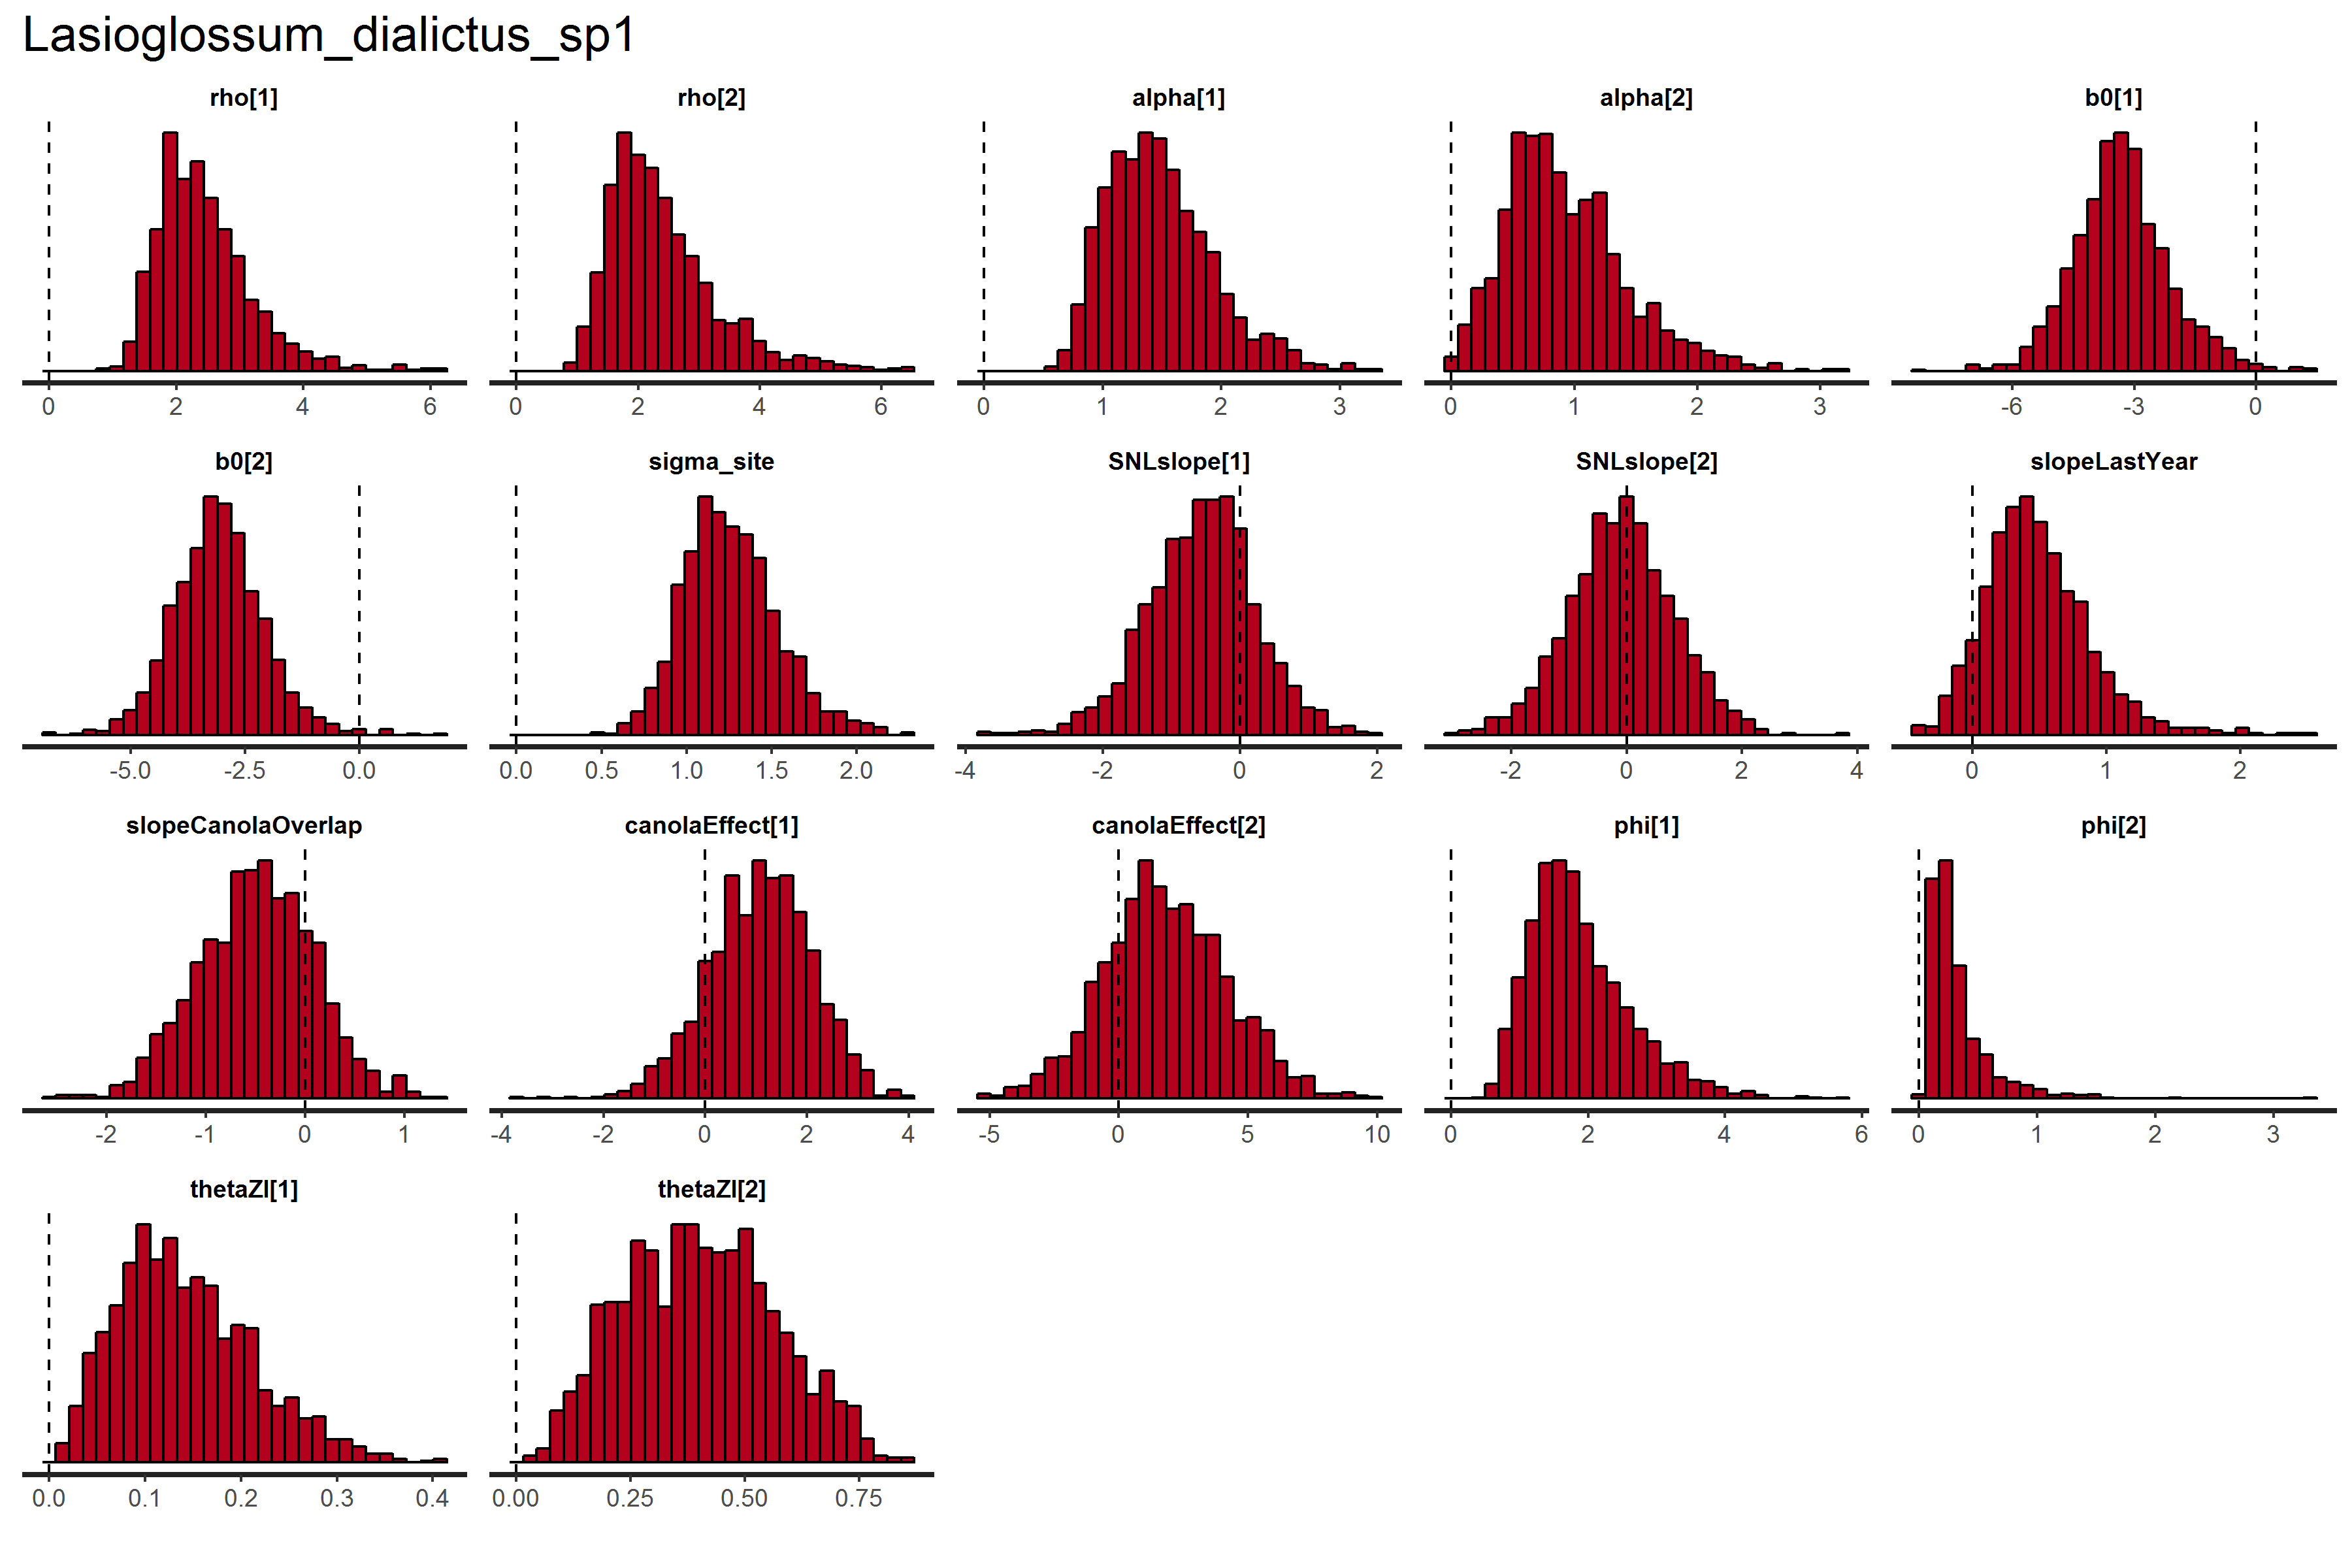 Lasioglossum_dialictus_sp1
rho[1] rho[2] alpha[1] alpha[2] b0[1]
0 2 4 6 0 2 4 6 0 1 2 3 0 1 2 3 -6 -3 0
b0[2] sigma_site SNLslope[1] SNLslope[2] slopeLastYear
-5.0 -2.5 0.0 0.0 0.5 1.0 1.5 2.0 -4 -2 0 2 -2 0 2 4 0 1 2
slopeCanolaOverlap canolaEffect[1] canolaEffect[2] phi[1] phi[2]
-2 -1 0 1 -4 -2 0 2 4 -5 0 5 10 0 2 4 6 0 1 2 3
thetaZI[1] thetaZI[2]
0.0 0.1 0.2 0.3 0.4 0.00 0.25 0.50 0.75